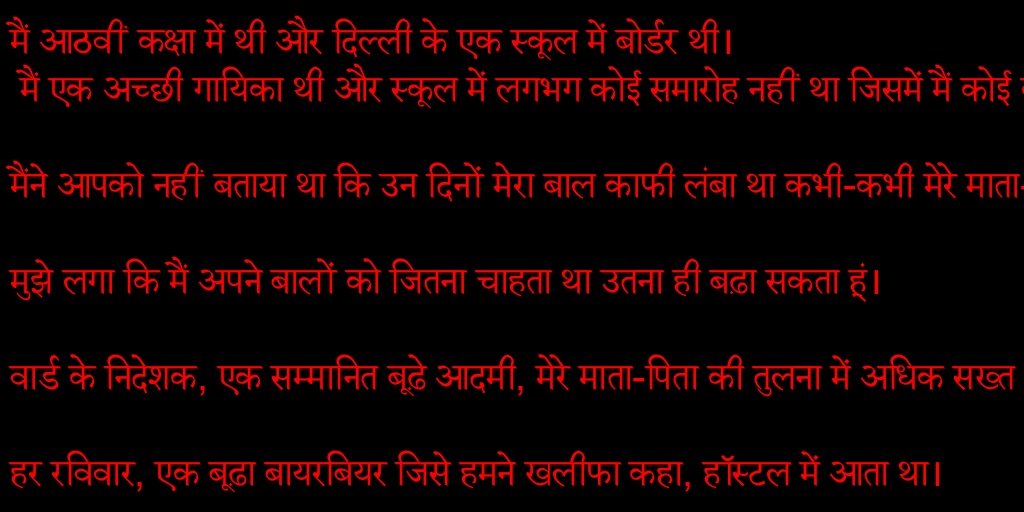 मैं आठवीं कक्षा में थी और दिल्ली के एक स्कूल में बोर्डर थी।
मैं एक अच्छी गायिका थी और स्कूल में लगभग कोई समारोह नहीं था जिसमें मैं कोई
मैंने आपको नहीं बताया था कि उन दिनों मेरा बाल काफी लंबा था कभी-कभी मेरे माता-
मुझे लगा कि मैं अपने बालों को जितना चाहता था उतना ही बढ़ा सकता हूं।
वार्ड के निदेशक, एक सम्मानित बूढ़े आदमी, मेरे माता-पिता की तुलना में अधिक सख्त
हर रविवार, एक बूढ़ा बायरबियर जिसे हमने खलीफा कहा, हॉस्टल में आता था।